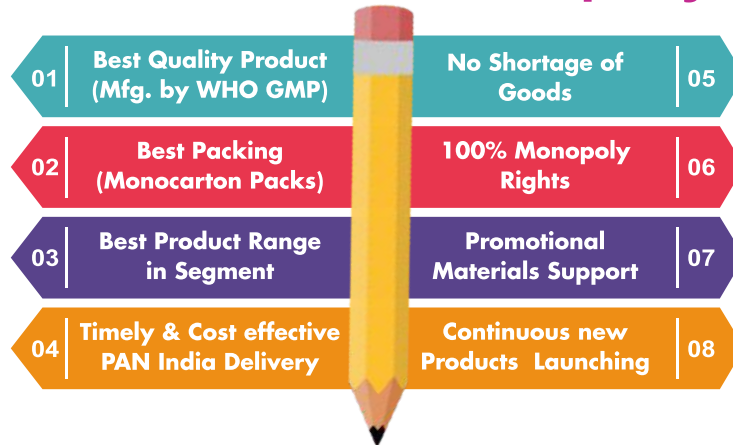 01
Best Quality Product
(Mfg. by WHO GMP)
02
Best Packing
(Monocarton Packs)
03
Best Product Range
in Segment
04
Timely & Cost effective
PAN India Delivery
No Shortage of
Goods
05
100% Monopoly
Rights
06
Promotional
Materials Support
07
Continuous new
Products Launching
08